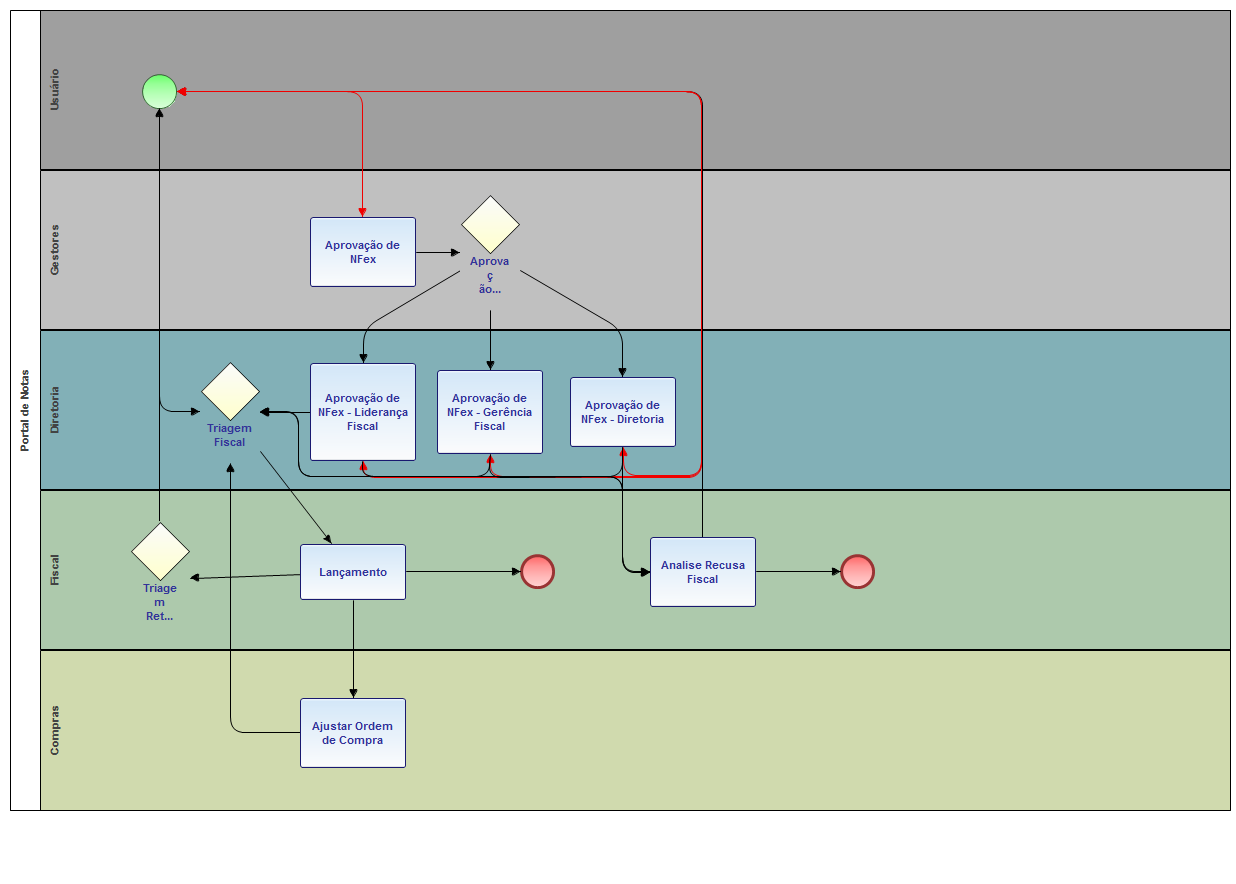 Portal de Notas
Usuário
Gestores
Aprovação de
NFex
Aprova
ç
ão...
Diretoria
Triagem
Fiscal
Aprovação de
NFex - Liderança
Fiscal
Aprovação de
NFex - Gerência
Fiscal
Aprovação de
NFex - Diretoria
Fiscal
Triage
m
Ret...
Lançamento
Analise Recusa
Fiscal
Compras
Ajustar Ordem
de Compra